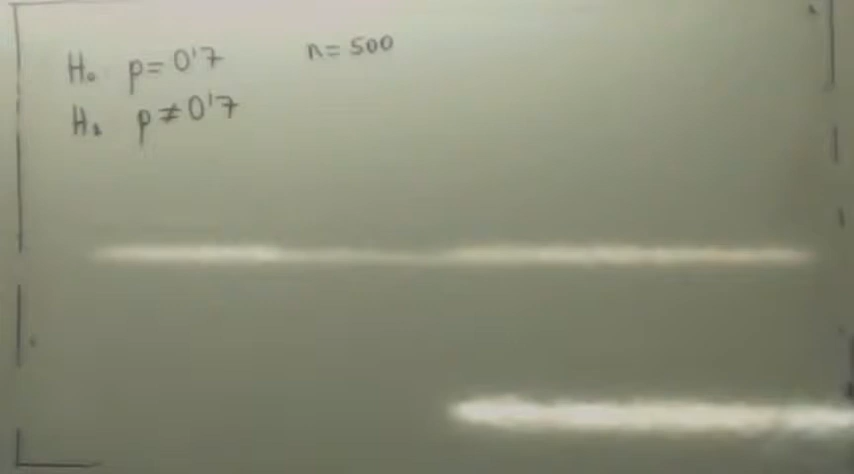 H₀ p = 0'7 n = 500
H₁ p ≠ 0'7